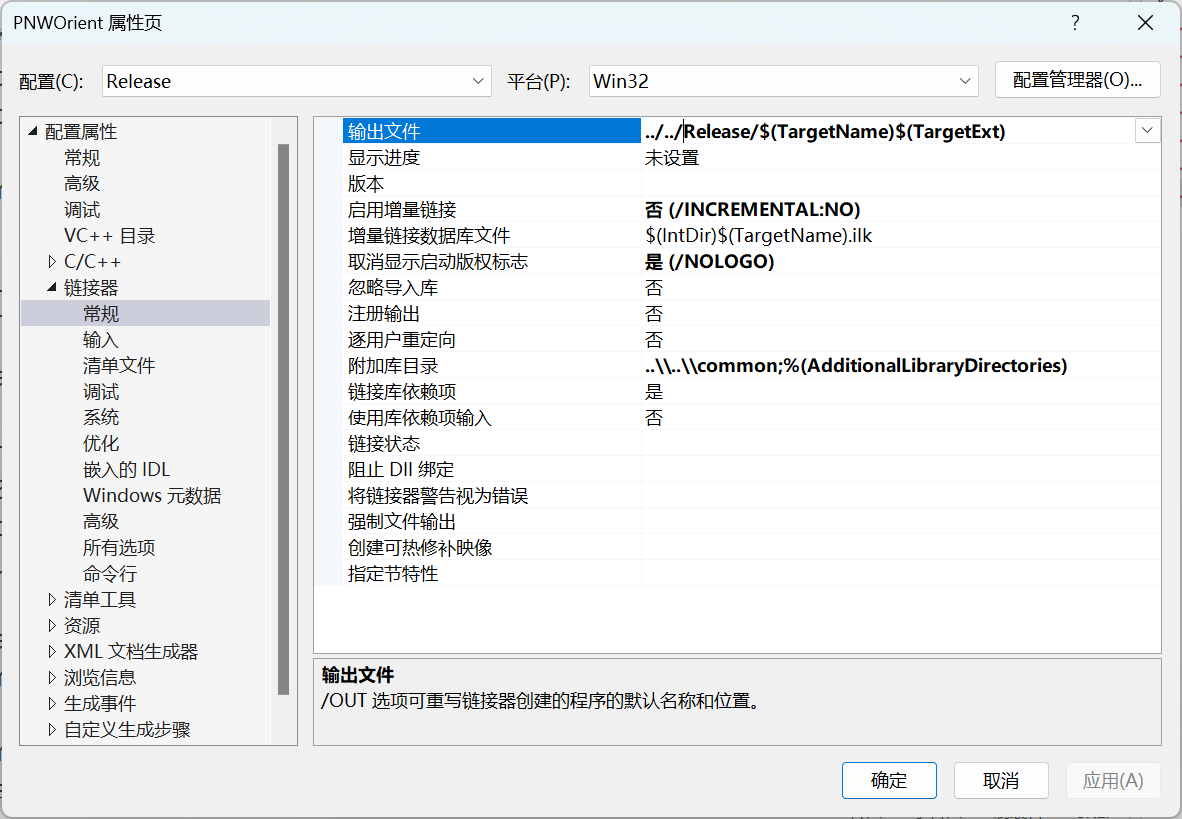 PNWOrient 属性页
?
配置(C):
Release
平台(P):
Win32
配置管理器(O)...
配置属性
常规
高级
调试
VC++ 目录
C/C++
链接器
常规
输入
清单文件
调试
系统
优化
嵌入的 IDL
Windows 元数据
高级
所有选项
命令行
清单工具
资源
XML 文档生成器
浏览信息
生成事件
自定义生成步骤
输出文件 ../../Release/$(TargetName)$(TargetExt)
显示进度 未设置
版本
启用增量链接 否 (/INCREMENTAL:NO)
增量链接数据库文件 $(IntDir)$(TargetName).ilk
取消显示启动版权标志 是 (/NOLOGO)
忽略导入库 否
注册输出 否
逐用户重定向 否
附加库目录 ..\\..\\common;%(AdditionalLibraryDirectories)
链接库依赖项 是
使用库依赖项输入 否
链接状态
阻止 Dll 绑定
将链接器警告视为错误
强制文件输出
创建可热修补映像
指定节特性
输出文件
/OUT 选项可重写链接器创建的程序的默认名称和位置。
确定
取消
应用(A)